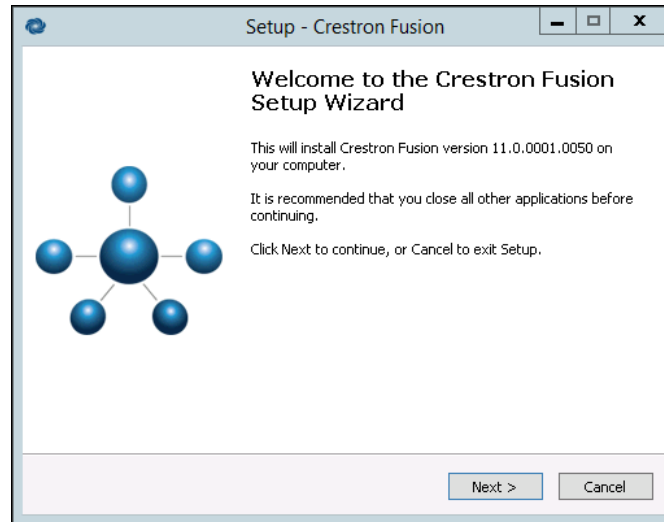 Setup - Crestron Fusion
Welcome to the Crestron Fusion
Setup Wizard
This will install Crestron Fusion version 11.0.0001.0050 on
your computer.
It is recommended that you close all other applications before
continuing.
Click Next to continue, or Cancel to exit Setup.
Next >
Cancel